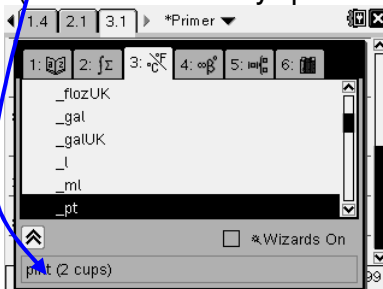 1.4 2.1 3.1 *Primer
1: 2: ∫Σ 3: ·℃°F 4: ∞β° 5: 6:
_flozUK
_gal
_galUK
_l
_ml
_pt
Wizards On
pint (2 cups)
99